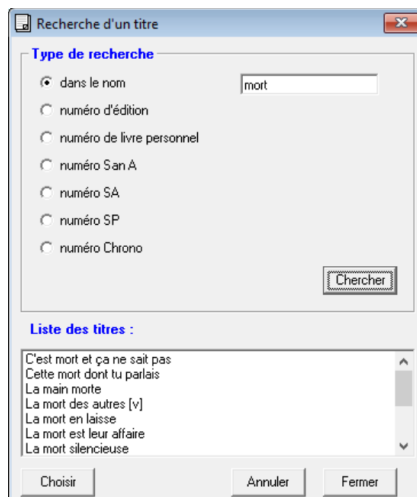 Recherche d'un titre
Type de recherche
dans le nom
mort
numéro d'édition
numéro de livre personnel
numéro San A
numéro SA
numéro SP
numéro Chrono
Chercher
Liste des titres :
C'est mort et ça ne sait pas
Cette mort dont tu parlais
La main morte
La mort des autres [v]
La mort en laisse
La mort est leur affaire
La mort silencieuse
Choisir
Annuler
Fermer